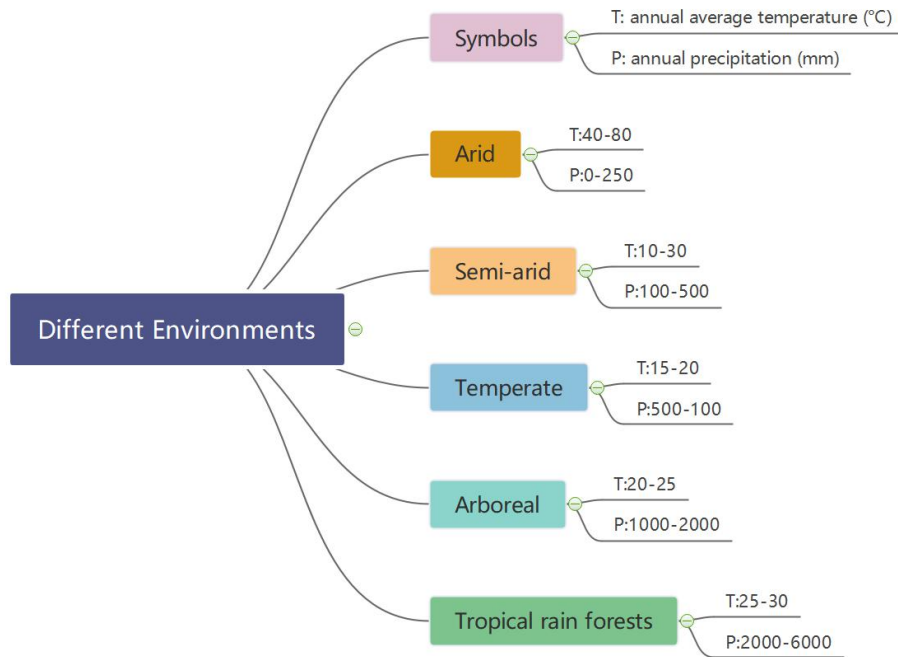 Symbols
T: annual average temperature (℃)
P: annual precipitation (mm)
Arid
T:40-80
P:0-250
Semi-arid
T:10-30
P:100-500
Different Environments
Temperate
T:15-20
P:500-100
Arboreal
T:20-25
P:1000-2000
Tropical rain forests
T:25-30
P:2000-6000